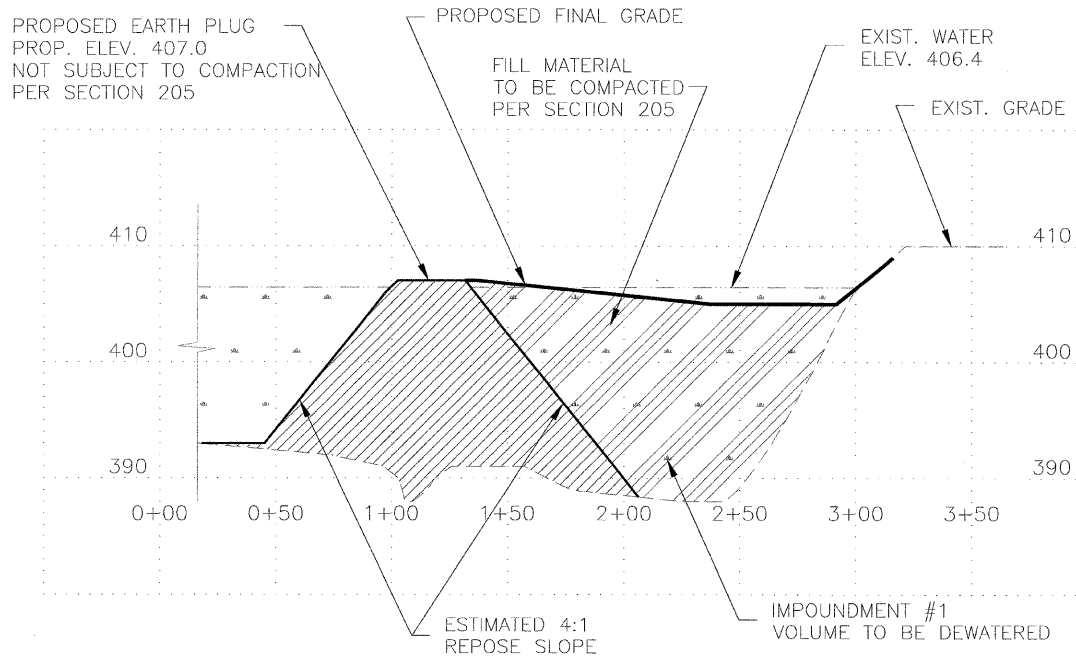 PROPOSED EARTH PLUG
PROP. ELEV. 407.0
NOT SUBJECT TO COMPACTION
PER SECTION 205
PROPOSED FINAL GRADE
FILL MATERIAL
TO BE COMPACTED
PER SECTION 205
EXIST. WATER
ELEV. 406.4
EXIST. GRADE
410
410
400
400
390
390
0+00
0+50
1+00
1+50
2+00
2+50
3+00
3+50
ESTIMATED 4:1
REPOSE SLOPE
IMPOUNDMENT #1
VOLUME TO BE DEWATERED